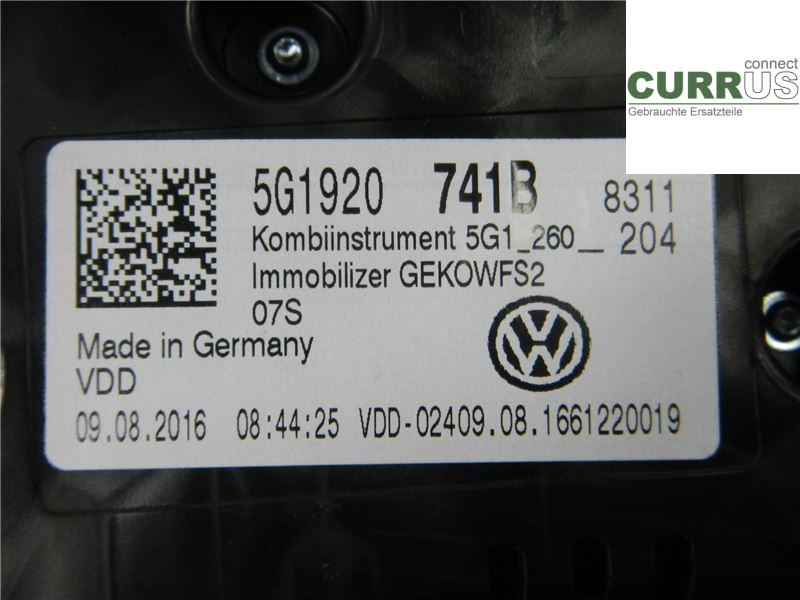 connect
CURRUS
Gebrauchte Ersatzteile
5G1920 741B 8311
Kombiinstrument 5G1_260__ 204
Immobilizer GEKOWFS2
07S
Made in Germany
VDD
09.08.2016 08:44:25 VDD-02409.08.1661220019